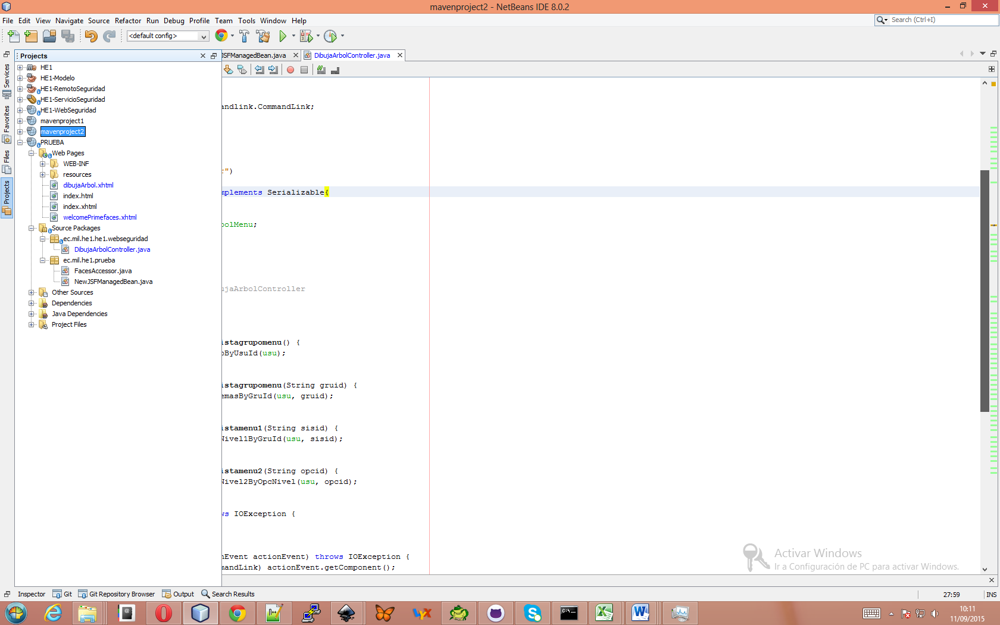 mavenproject2 - NetBeans IDE 8.0.2
File Edit View Navigate Source Refactor Run Debug Profile Team Tools Window Help
Search (Ctrl+I)
<default config>
Projects
JSFManagedBean.java
DibujaArbolController.java
Services
Favorites
Files
Projects
HE1
HE1-Modelo
HE1-RemotoSeguridad
HE1-ServicioSeguridad
HE1-WebSeguridad
mavenproject1
mavenproject2
PRUEBA
Web Pages
WEB-INF
resources
dibujaArbol.xhtml
index.html
index.xhtml
welcomePrimefaces.xhtml
Source Packages
ec.mil.he1.he1.webseguridad
DibujaArbolController.java
ec.mil.he1.prueba
FacesAccessor.java
NewJSFManagedBean.java
Other Sources
Dependencies
Java Dependencies
Project Files
andlink.CommandLink;
r")
mplements Serializable{
bolMenu;
ujaArbolController
istagrupomenu() {
oByUsuId(usu);
istagrupomenu(String gruid) {
emasByGruId(usu, gruid);
istamenu1(String sisid) {
Nivel1ByGruId(usu, sisid);
istamenu2(String opcid) {
Nivel2ByOpcNivel(usu, opcid);
ws IOException {
nEvent actionEvent) throws IOException {
mandLink) actionEvent.getComponent();
Activar Windows
Ir a Configuración de PC para activar Windows.
Inspector Git Git Repository Browser Output Search Results
27:59 INS
10:11
11/09/2015